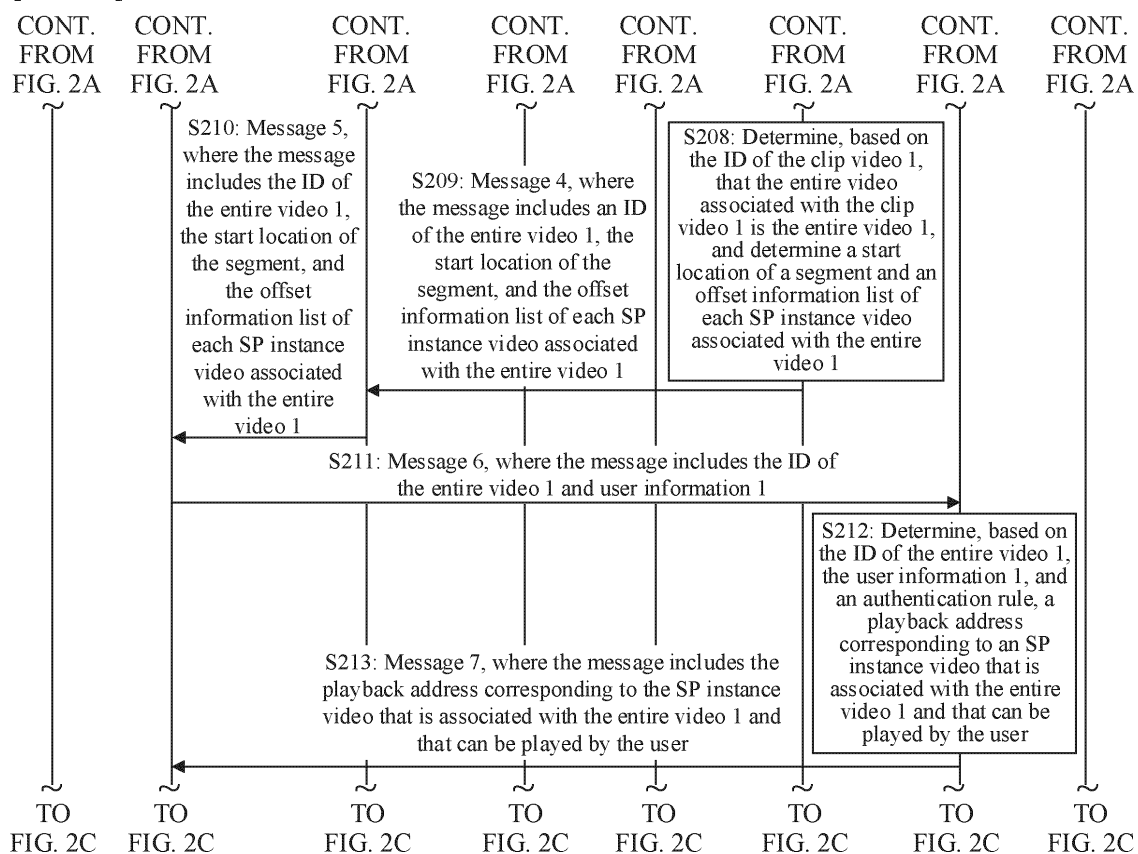 CONT. FROM FIG. 2A
CONT. FROM FIG. 2A
CONT. FROM FIG. 2A
CONT. FROM FIG. 2A
CONT. FROM FIG. 2A
CONT. FROM FIG. 2A
CONT. FROM FIG. 2A
CONT. FROM FIG. 2A
S210: Message 5,
where the message
includes the ID of
the entire video 1,
the start location of
the segment, and
the offset
information list of
each SP instance
video associated
with the entire
video 1
S209: Message 4, where
the message includes an ID
of the entire video 1, the
start location of the
segment, and the offset
information list of each SP
instance video associated
with the entire video 1
S208: Determine, based on
the ID of the clip video 1,
that the entire video
associated with the clip
video 1 is the entire video 1,
and determine a start
location of a segment and an
offset information list of
each SP instance video
associated with the entire
video 1
S211: Message 6, where the message includes the ID of
the entire video 1 and user information 1
S212: Determine, based on
the ID of the entire video 1,
the user information 1, and
an authentication rule, a
playback address
corresponding to an SP
instance video that is
associated with the entire
video 1 and that can be
played by the user
S213: Message 7, where the message includes the
playback address corresponding to the SP instance
video that is associated with the entire video 1 and
that can be played by the user
TO FIG. 2C
TO FIG. 2C
TO FIG. 2C
TO FIG. 2C
TO FIG. 2C
TO FIG. 2C
TO FIG. 2C
TO FIG. 2C